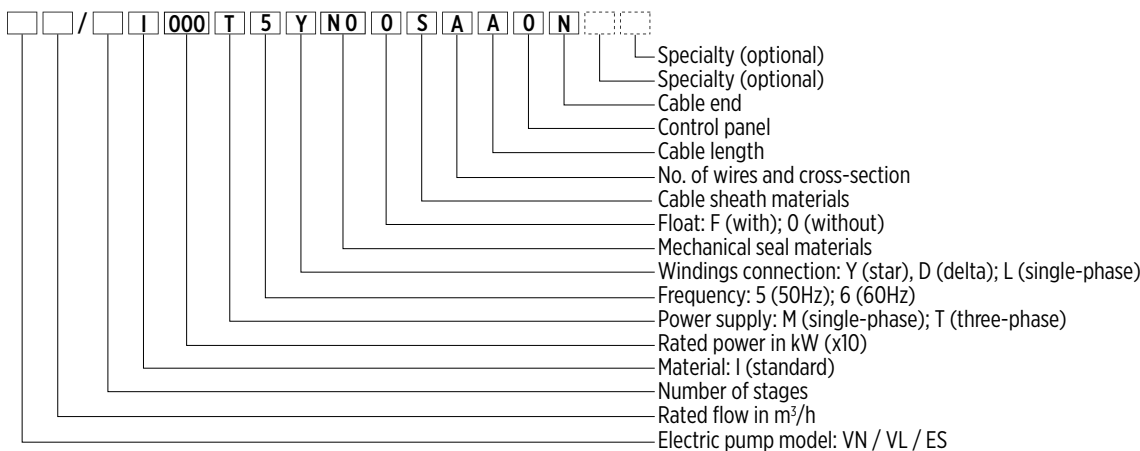 / I 000 T 5 Y N0 0 S A A 0 N
Specialty (optional)
Specialty (optional)
Cable end
Control panel
Cable length
No. of wires and cross-section
Cable sheath materials
Float: F (with); 0 (without)
Mechanical seal materials
Windings connection: Y (star), D (delta); L (single-phase)
Frequency: 5 (50Hz); 6 (60Hz)
Power supply: M (single-phase); T (three-phase)
Rated power in kW (x10)
Material: I (standard)
Number of stages
Rated flow in m³/h
Electric pump model: VN / VL / ES